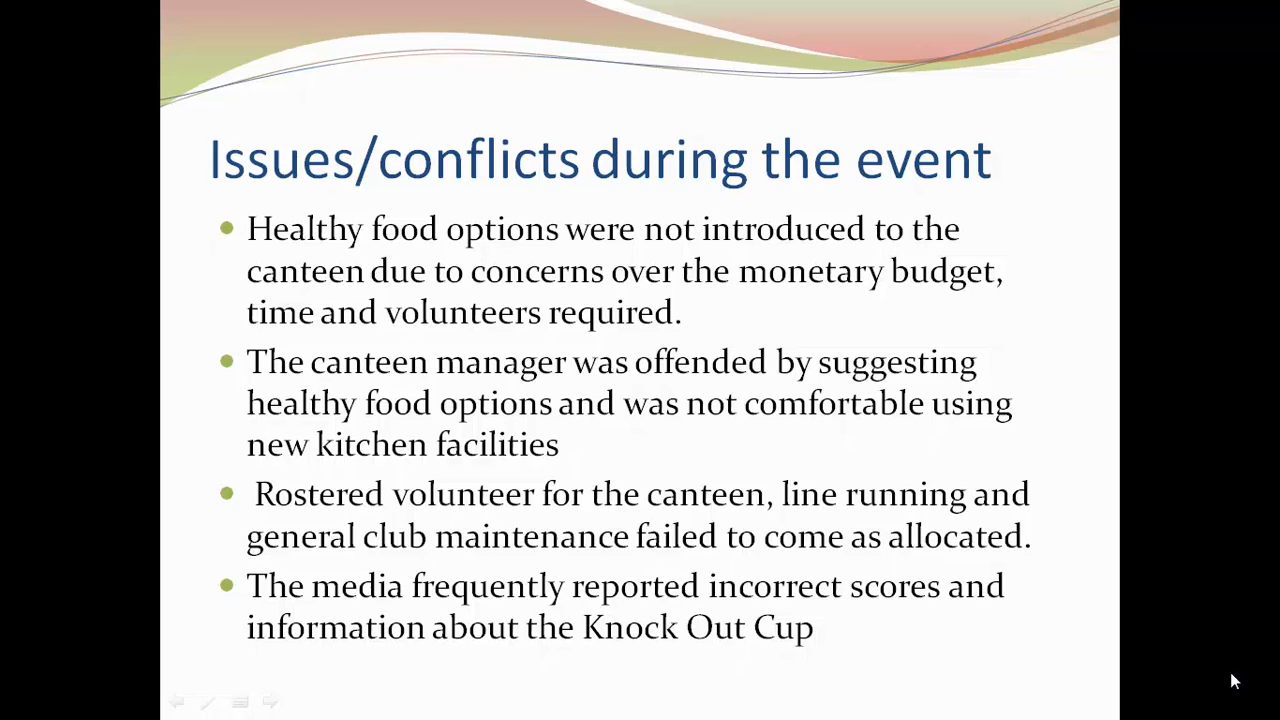 Issues/conflicts during the event
Healthy food options were not introduced to the
canteen due to concerns over the monetary budget,
time and volunteers required.
The canteen manager was offended by suggesting
healthy food options and was not comfortable using
new kitchen facilities
Rostered volunteer for the canteen, line running and
general club maintenance failed to come as allocated.
The media frequently reported incorrect scores and
information about the Knock Out Cup